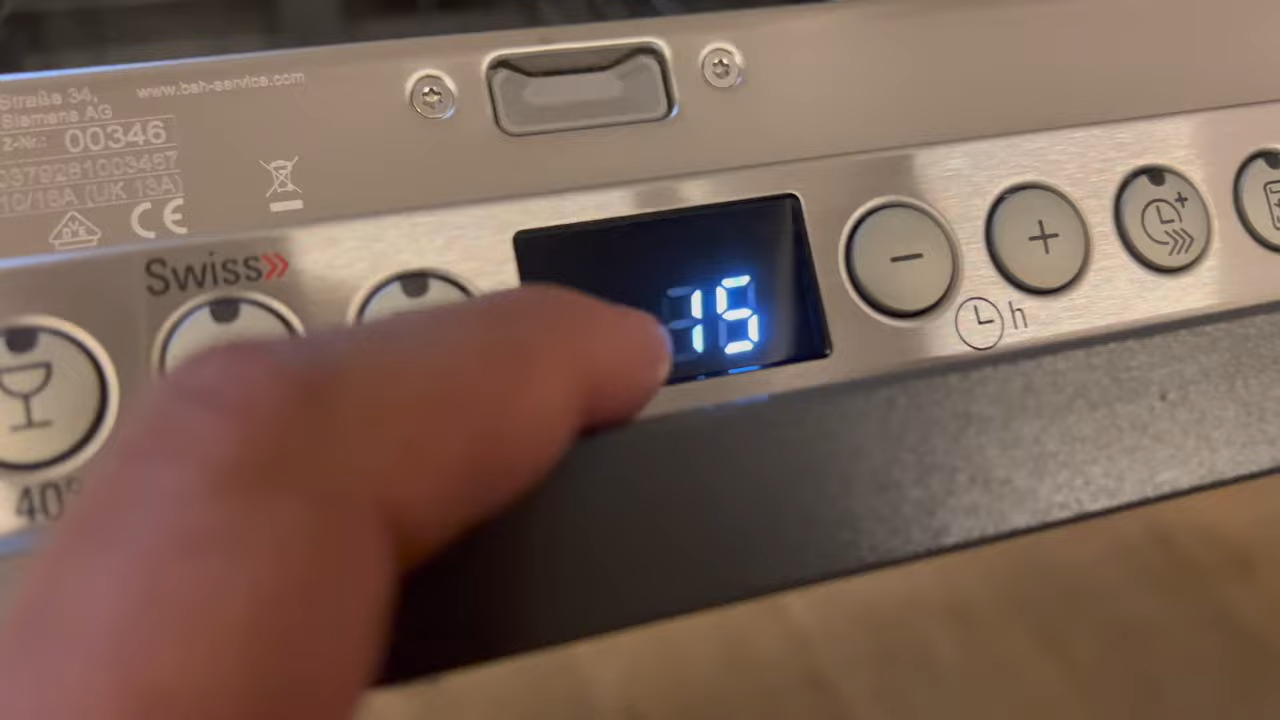 Straße 34,
Siemens AG
Z-Nr.: 00346
0379281003467
10/16A (UK 13A)
DVE
CE
www.bsh-service.com
Swiss
15
- +
h
40°